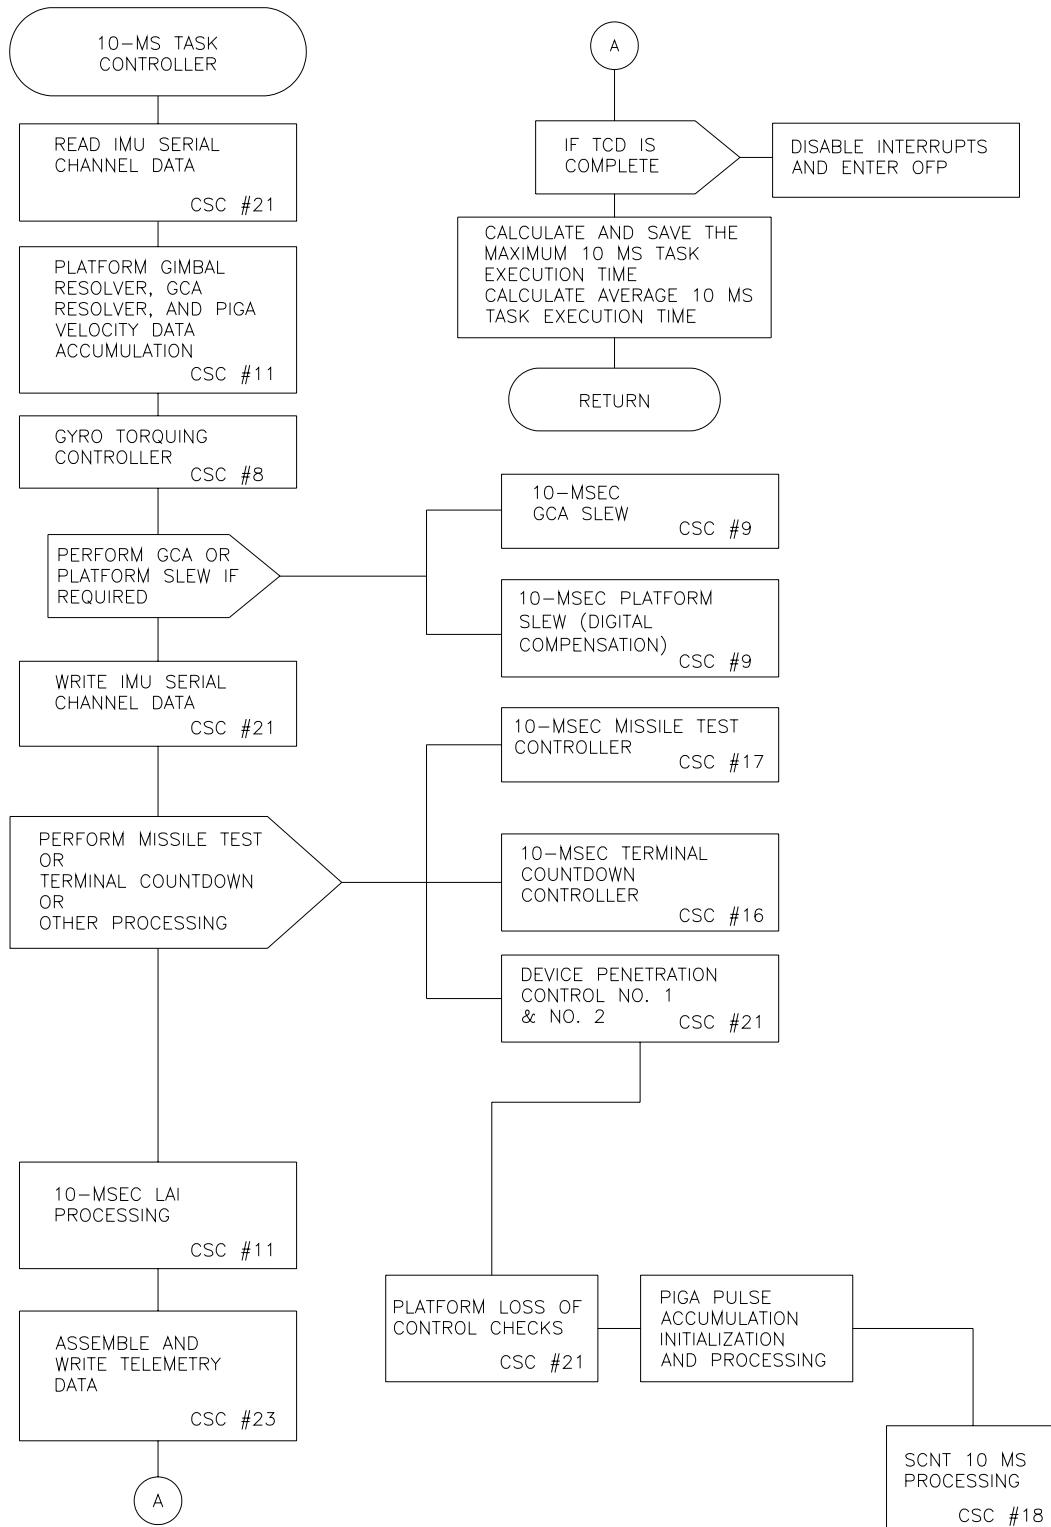 10-MS TASK
CONTROLLER
READ IMU SERIAL
CHANNEL DATA
CSC #21
PLATFORM GIMBAL
RESOLVER, GCA
RESOLVER, AND PIGA
VELOCITY DATA
ACCUMULATION
CSC #11
GYRO TORQUING
CONTROLLER
CSC #8
PERFORM GCA OR
PLATFORM SLEW IF
REQUIRED
10-MSEC
GCA SLEW
CSC #9
10-MSEC PLATFORM
SLEW (DIGITAL
COMPENSATION)
CSC #9
WRITE IMU SERIAL
CHANNEL DATA
CSC #21
PERFORM MISSILE TEST
OR
TERMINAL COUNTDOWN
OR
OTHER PROCESSING
10-MSEC MISSILE TEST
CONTROLLER
CSC #17
10-MSEC TERMINAL
COUNTDOWN
CONTROLLER
CSC #16
DEVICE PENETRATION
CONTROL NO. 1
& NO. 2
CSC #21
PLATFORM LOSS OF
CONTROL CHECKS
CSC #21
PIGA PULSE
ACCUMULATION
INITIALIZATION
AND PROCESSING
SCNT 10 MS
PROCESSING
CSC #18
10-MSEC LAI
PROCESSING
CSC #11
ASSEMBLE AND
WRITE TELEMETRY
DATA
CSC #23
A
A
IF TCD IS
COMPLETE
DISABLE INTERRUPTS
AND ENTER OFP
CALCULATE AND SAVE THE
MAXIMUM 10 MS TASK
EXECUTION TIME
CALCULATE AVERAGE 10 MS
TASK EXECUTION TIME
RETURN